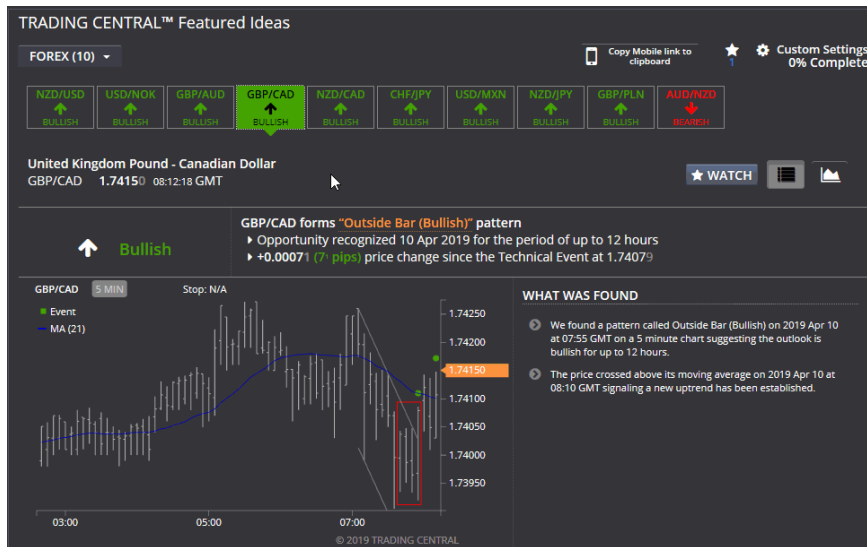 TRADING CENTRAL™ Featured Ideas
FOREX (10)
Copy Mobile link to
clipboard
1
Custom Settings
0% Complete
NZD/USD USD/NOK GBP/AUD GBP/CAD NZD/CAD CHF/JPY USD/MXN NZD/JPY GBP/PLN AUD/NZD
BULLISH BULLISH BULLISH BULLISH BULLISH BULLISH BULLISH BULLISH BULLISH BEARISH
United Kingdom Pound - Canadian Dollar
GBP/CAD 1.74150 08:12:18 GMT
WATCH
Bullish
GBP/CAD forms "Outside Bar (Bullish)" pattern
Opportunity recognized 10 Apr 2019 for the period of up to 12 hours
+0.00071 (7¹ pips) price change since the Technical Event at 1.74079
GBP/CAD 5 MIN Stop: N/A
Event
MA (21)
1.74250
1.74200
1.74150
1.74100
1.74050
1.74000
1.73950
03:00 05:00 07:00
© 2019 TRADING CENTRAL
WHAT WAS FOUND
We found a pattern called Outside Bar (Bullish) on 2019 Apr 10
at 07:55 GMT on a 5 minute chart suggesting the outlook is
bullish for up to 12 hours.
The price crossed above its moving average on 2019 Apr 10 at
08:10 GMT signaling a new uptrend has been established.